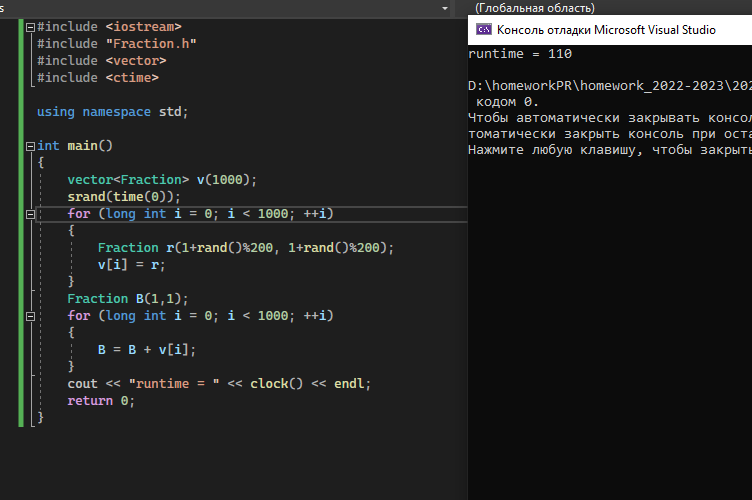 s
(Глобальная область)
#include <iostream>
#include "Fraction.h"
#include <vector>
#include <ctime>
using namespace std;
int main()
{
vector<Fraction> v(1000);
srand(time(0));
for (long int i = 0; i < 1000; ++i)
{
Fraction r(1+rand()%200, 1+rand()%200);
v[i] = r;
}
Fraction B(1,1);
for (long int i = 0; i < 1000; ++i)
{
B = B + v[i];
}
cout << "runtime = " << clock() << endl;
return 0;
}
C:\ Консоль отладки Microsoft Visual Studio
runtime = 110
D:\homeworkPR\homework_2022-2023\202
кодом 0.
Чтобы автоматически закрывать консол
томатически закрыть консоль при оста
Нажмите любую клавишу, чтобы закрыть